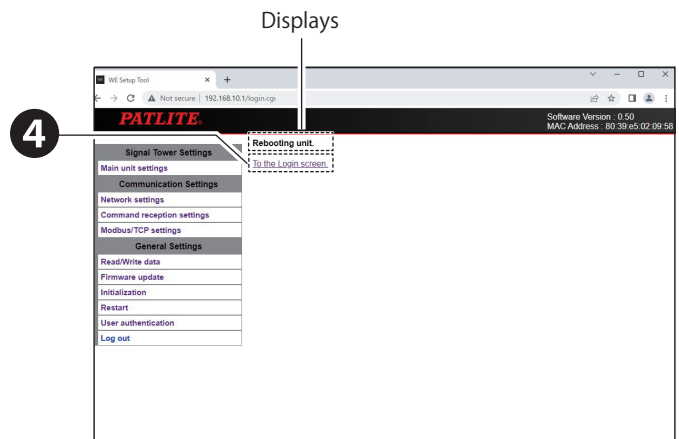 Displays
WE Setup Tool
Not secure | 192.168.10.1/login.cgi
PATLITE®
Software Version : 0.50
MAC Address : 80:39:e5:02:09:58
4
Rebooting unit.
To the Login screen.
Signal Tower Settings
Main unit settings
Communication Settings
Network settings
Command reception settings
Modbus/TCP settings
General Settings
Read/Write data
Firmware update
Initialization
Restart
User authentication
Log out